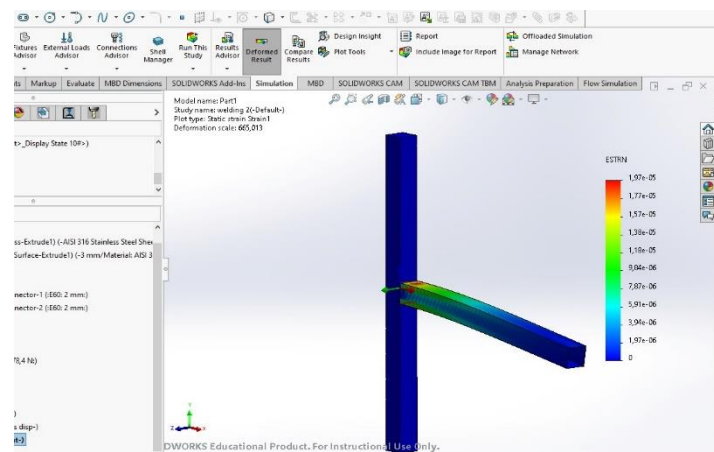 Fixtures Advisor
External Loads Advisor
Connections Advisor
Shell Manager
Run This Study
Results Advisor
Deformed Result
Compare Results
Design Insight
Plot Tools
Report
Include Image for Report
Offloaded Simulation
Manage Network
Markup Evaluate MBD Dimensions SOLIDWORKS Add-Ins Simulation MBD SOLIDWORKS CAM SOLIDWORKS CAM TBM Analysis Preparation Flow Simulation
Model name: Part1
Study name: welding 2(-Default-)
Plot type: Static strain Strain1
Deformation scale: 665,013
t>_Display State 10#>)
ss-Extrude1) (-AISI 316 Stainless Steel Shee
Surface-Extrude1) (-3 mm/Material: AISI 3
nnector-1 (:E60: 2 mm:)
nnector-2 (:E60: 2 mm:)
78,4 N:)
s disp-)
ESTRN
1,97e-05
1,77e-05
1,57e-05
1,38e-05
1,18e-05
9,84e-06
7,87e-06
5,91e-06
3,94e-06
1,97e-06
0
Y
Z
X
DWORKS Educational Product. For Instructional Use Only.